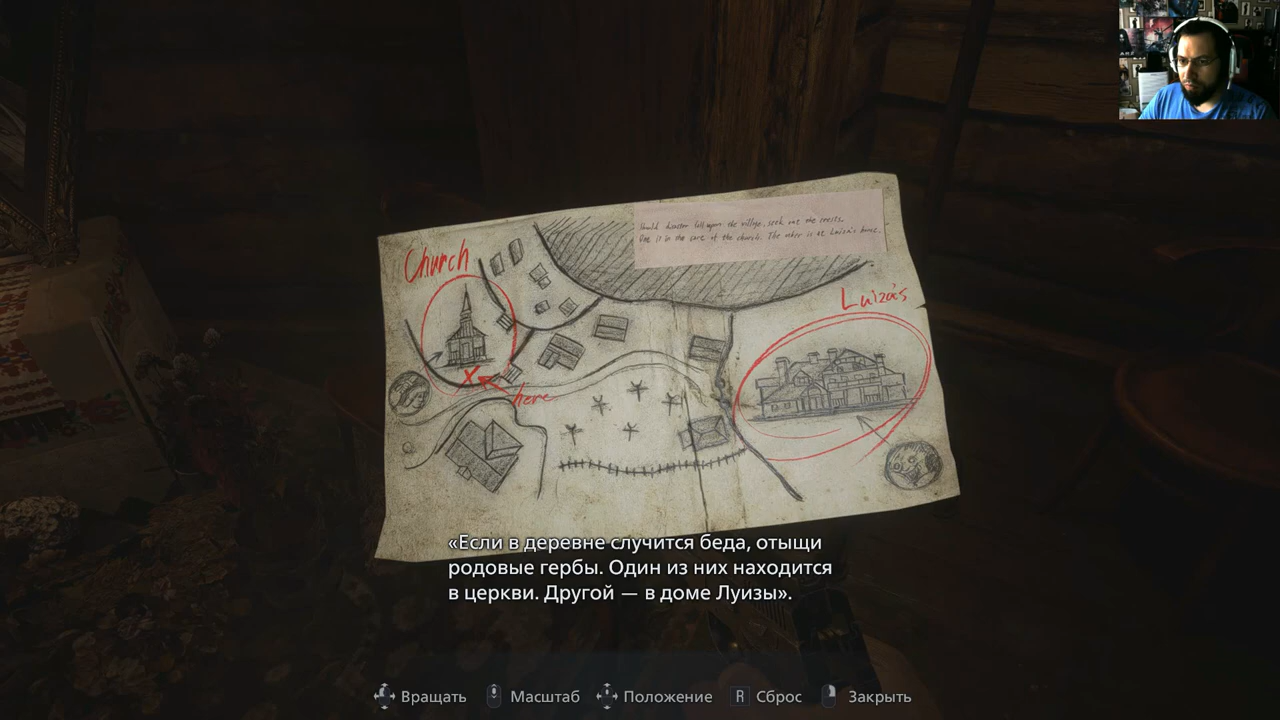 Should disaster fall upon the village, seek out the crests.
One is in the care of the church. The other is at Luiza's house.
Church
Luiza's
X
here
«Если в деревне случится беда, отыщи
родовые гербы. Один из них находится
в церкви. Другой — в доме Луизы».
Вращать Масштаб Положение R Сброс Закрыть